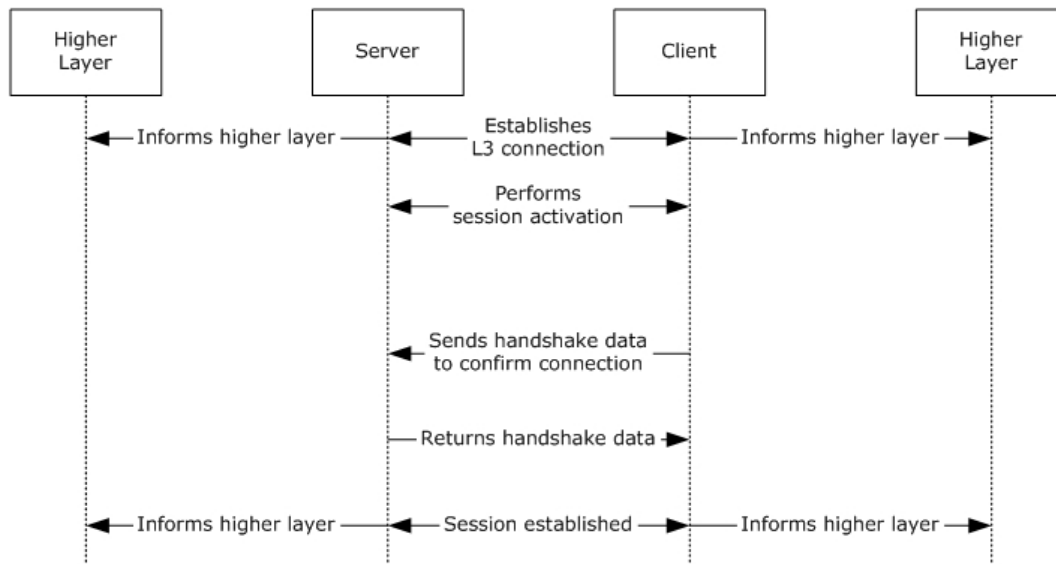 Higher
Layer
Server
Client
Higher
Layer
Informs higher layer
Establishes
L3 connection
Informs higher layer
Performs
session activation
Sends handshake data
to confirm connection
Returns handshake data
Informs higher layer
Session established
Informs higher layer